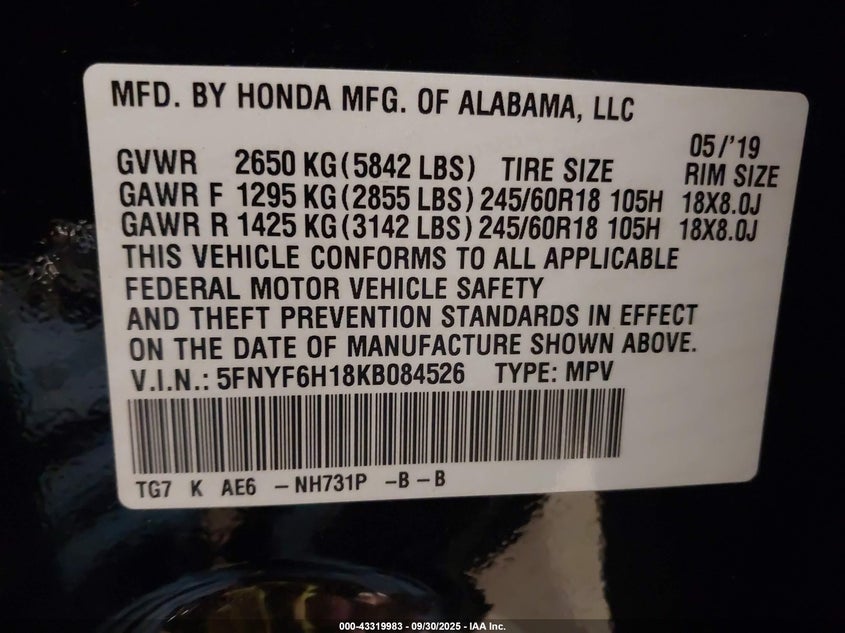 MFD. BY HONDA MFG. OF ALABAMA, LLC
05/'19
GVWR 2650 KG (5842 LBS) TIRE SIZE RIM SIZE
GAWR F 1295 KG (2855 LBS) 245/60R18 105H 18X8.0J
GAWR R 1425 KG (3142 LBS) 245/60R18 105H 18X8.0J
THIS VEHICLE CONFORMS TO ALL APPLICABLE
FEDERAL MOTOR VEHICLE SAFETY
AND THEFT PREVENTION STANDARDS IN EFFECT
ON THE DATE OF MANUFACTURE SHOWN ABOVE.
V.I.N.: 5FNYF6H18KB084526 TYPE: MPV
TG7 K AE6 -NH731P -B-B
000-43319983 - 09/30/2025 - IAA Inc.